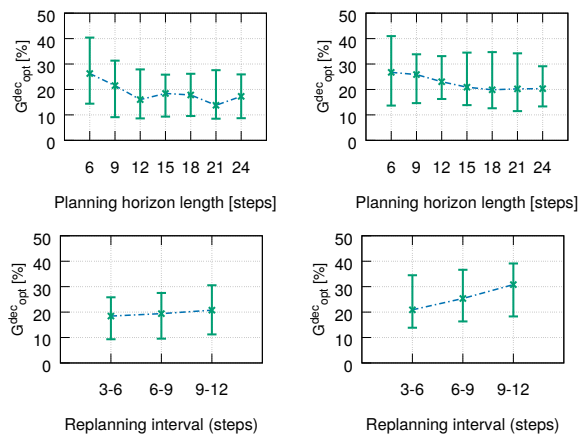 50
40
30
20
10
0
G^dec_opt [%]
6 9 12 15 18 21 24
Planning horizon length [steps]
50
40
30
20
10
0
G^dec_opt [%]
6 9 12 15 18 21 24
Planning horizon length [steps]
50
40
30
20
10
0
G^dec_opt [%]
3-6 6-9 9-12
Replanning interval (steps)
50
40
30
20
10
0
G^dec_opt [%]
3-6 6-9 9-12
Replanning interval (steps)